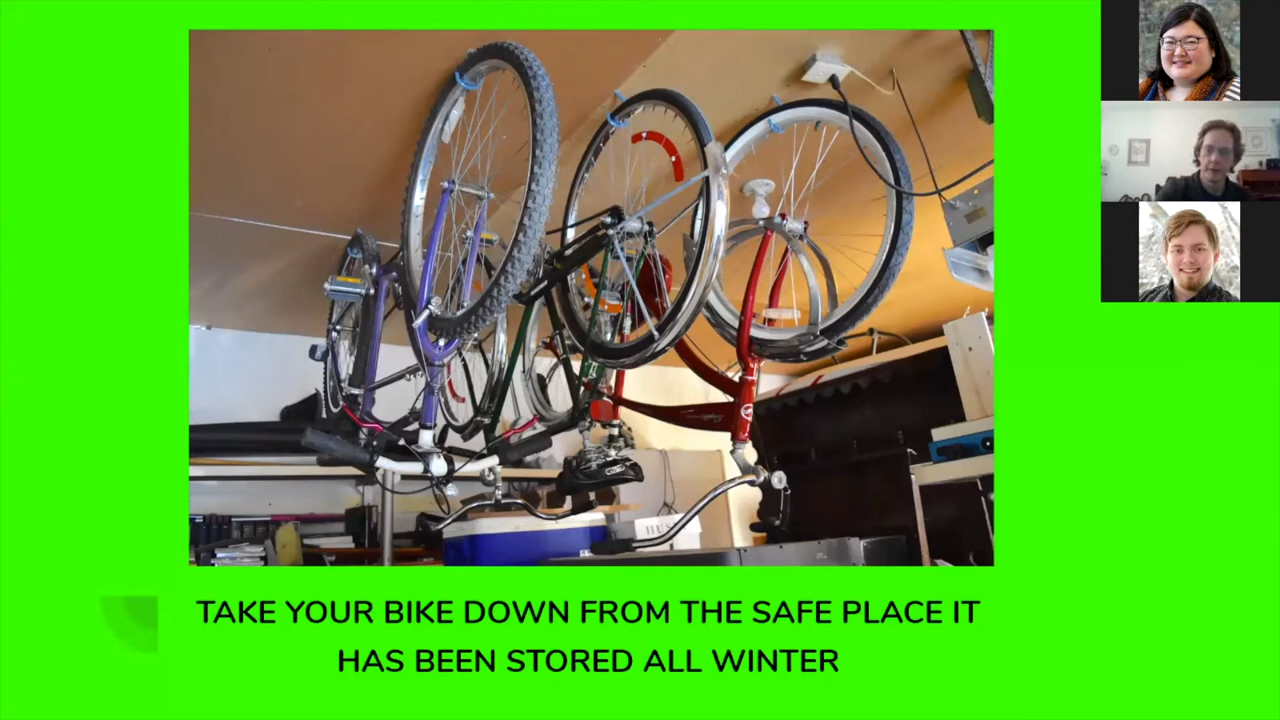 TAKE YOUR BIKE DOWN FROM THE SAFE PLACE IT
HAS BEEN STORED ALL WINTER